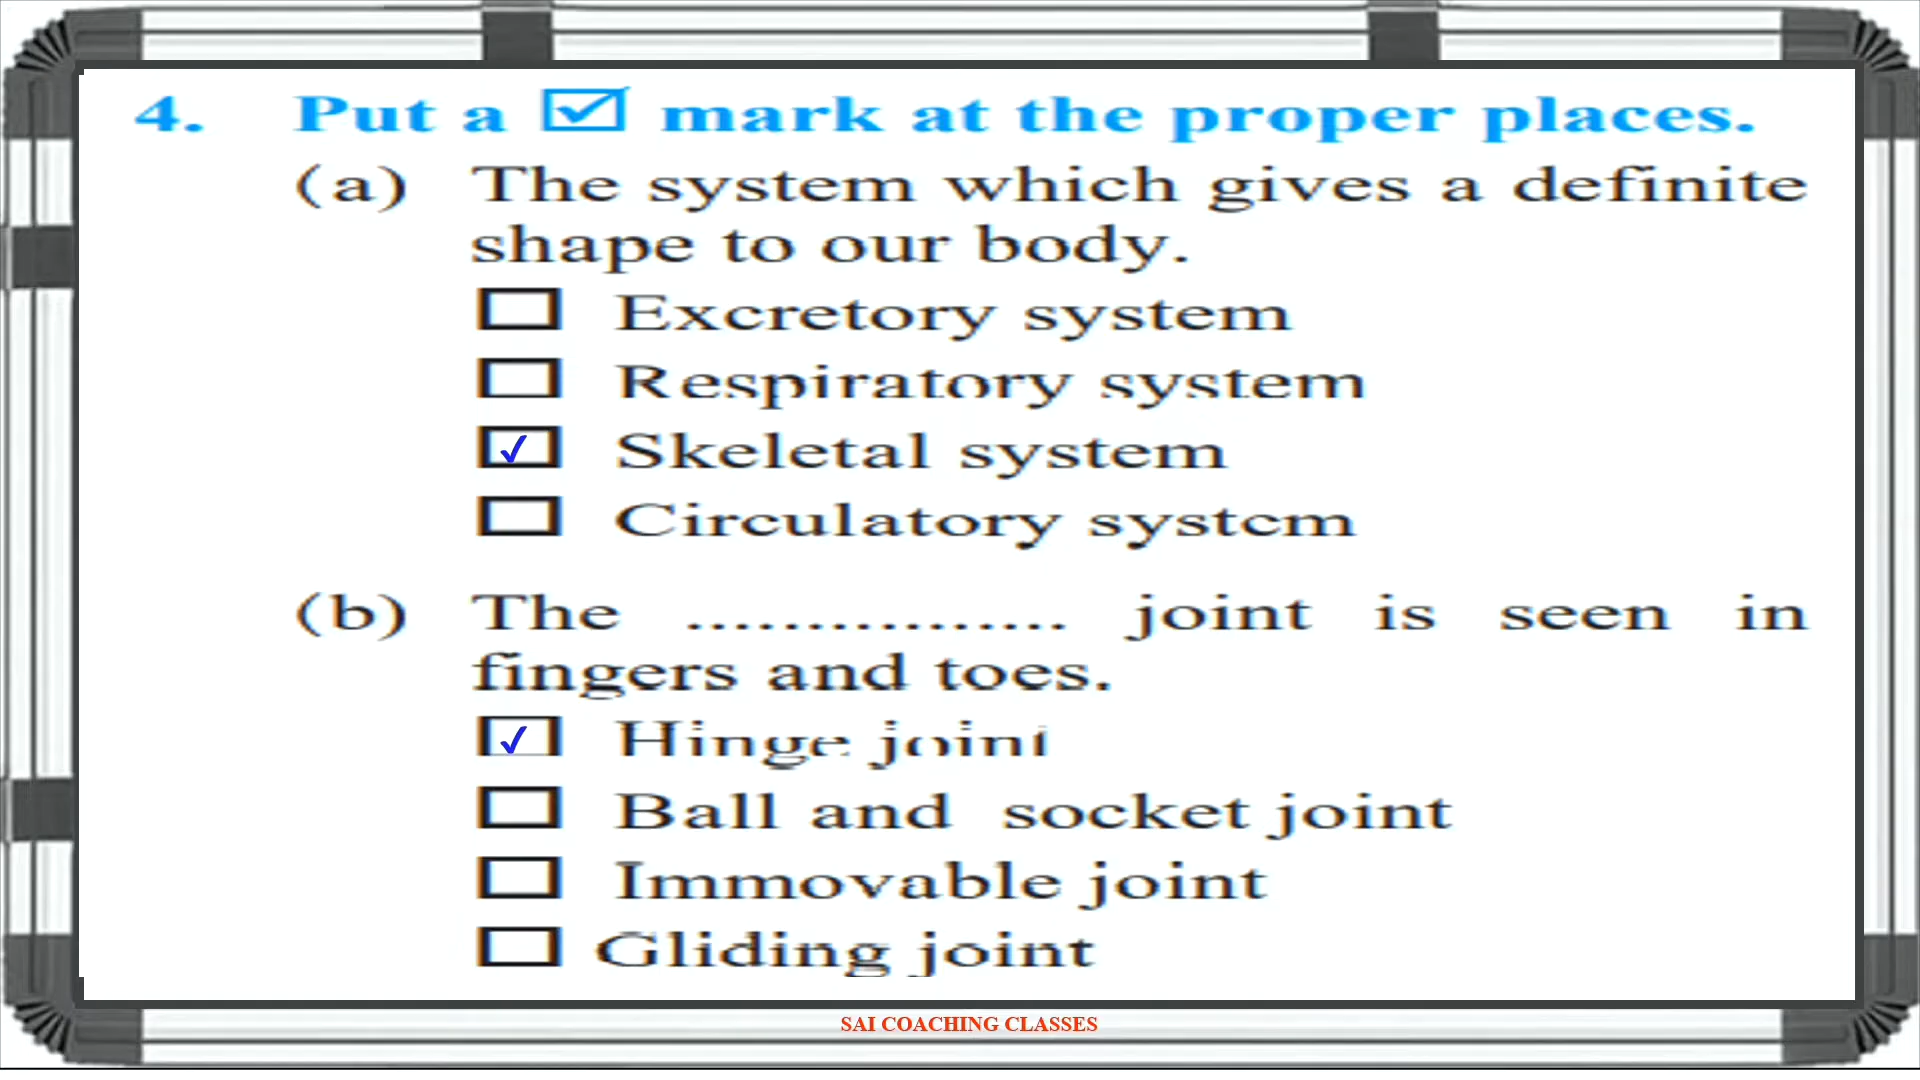 4. Put a ☑ mark at the proper places.
(a) The system which gives a definite
shape to our body.
☐ Excretory system
☐ Respiratory system
☑ Skeletal system
☐ Circulatory system
(b) The ................ joint is seen in
fingers and toes.
☑ Hinge joint
☐ Ball and socket joint
☐ Immovable joint
☐ Gliding joint
SAI COACHING CLASSES